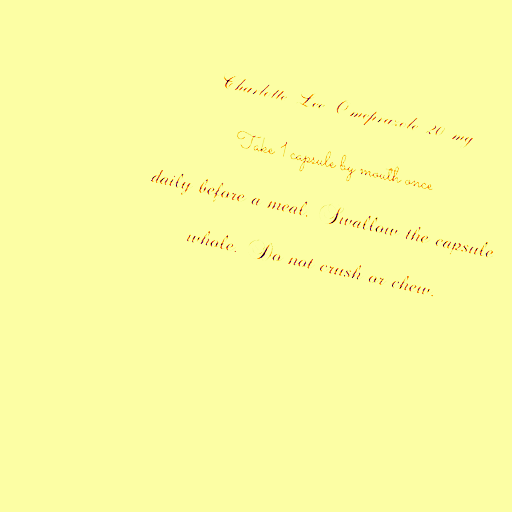 Charlotte Lee Omeprazole 20 mg
Take 1 capsule by mouth once
daily before a meal. Swallow the capsule
whole. Do not crush or chew.